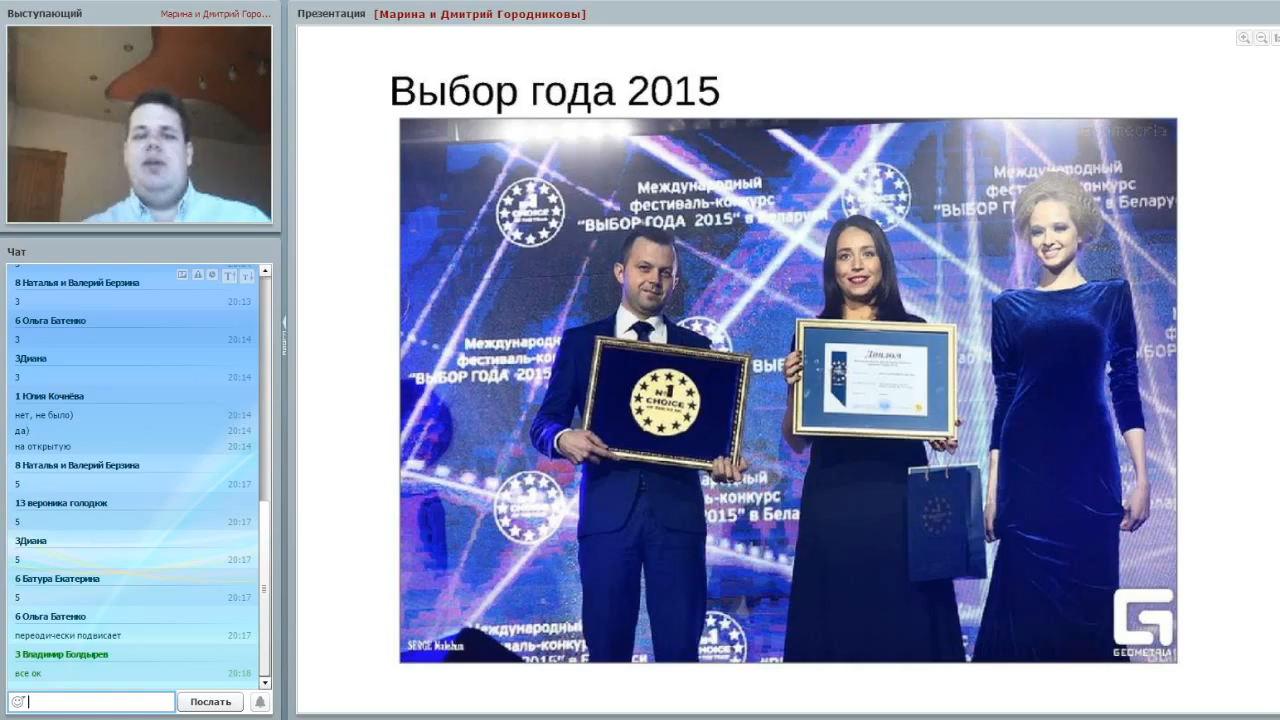 Выступающий
Марина и Дмитрий Горо...
Презентация [Марина и Дмитрий Городниковы]
Выбор года 2015
Международный
фестиваль-конкурс
"ВЫБОР ГОДА 2015" в Беларуси
Международный
"ВЫБОР ГОДА 2015
№1
CHOICE
Диплом
SERGE
GEOMETRIA
Чат
8 Наталья и Валерий Берзина
3 20:13
6 Ольга Батенко
3 20:14
3Диана
3 20:14
1 Юлия Кочнёва
нет, не было) 20:14
да) 20:14
на открытую 20:14
8 Наталья и Валерий Берзина
5 20:17
13 вероника голодюк
5 20:17
3Диана
5 20:17
6 Батура Екатерина
5 20:17
6 Ольга Батенко
переодически подвисает 20:17
3 Владимир Болдырев
все ок 20:18
Послать